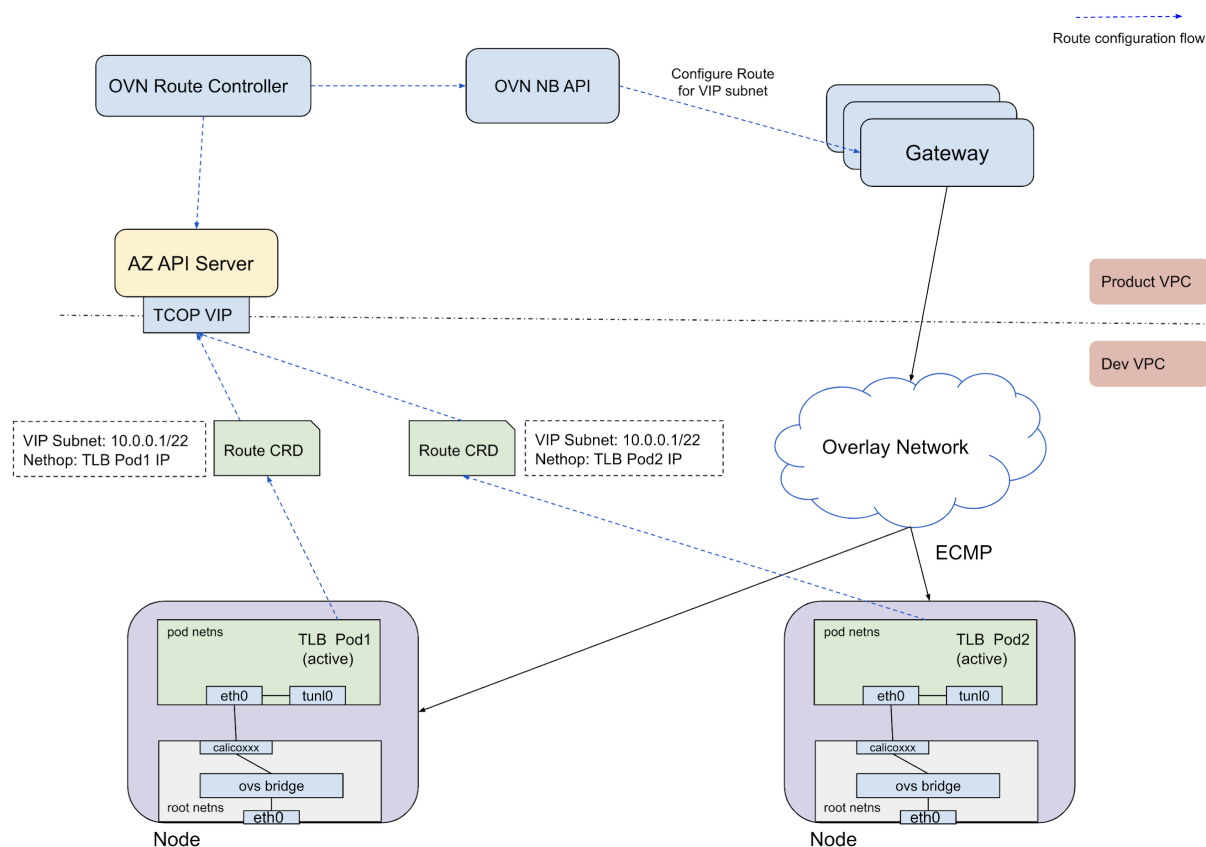 Route configuration flow
OVN Route Controller
OVN NB API
Configure Route
for VIP subnet
Gateway
AZ API Server
TCOP VIP
Product VPC
Dev VPC
VIP Subnet: 10.0.0.1/22
Nethop: TLB Pod1 IP
Route CRD
Route CRD
VIP Subnet: 10.0.0.1/22
Nethop: TLB Pod2 IP
Overlay Network
ECMP
pod netns
TLB Pod1
(active)
eth0
tunl0
calicoxxx
ovs bridge
root netns
eth0
Node
pod netns
TLB Pod2
(active)
eth0
tunl0
calicoxxx
ovs bridge
root netns
eth0
Node